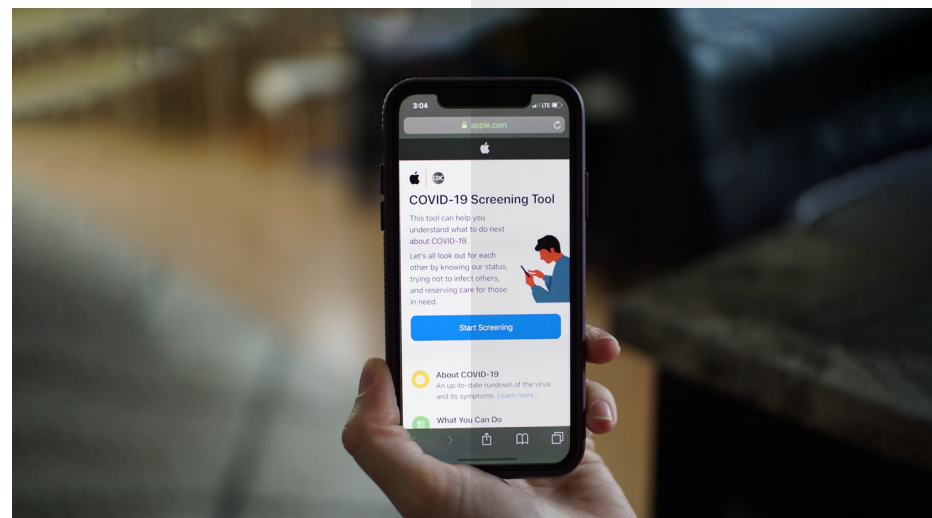 3:04
LTE
apple.com
CDC
COVID-19 Screening Tool
This tool can help you
understand what to do next
about COVID-19.
Let's all look out for each
other by knowing our status,
trying not to infect others,
and reserving care for those
in need.
Start Screening
About COVID-19
An up-to-date rundown of the virus
and its symptoms. Learn more...
What You Can Do